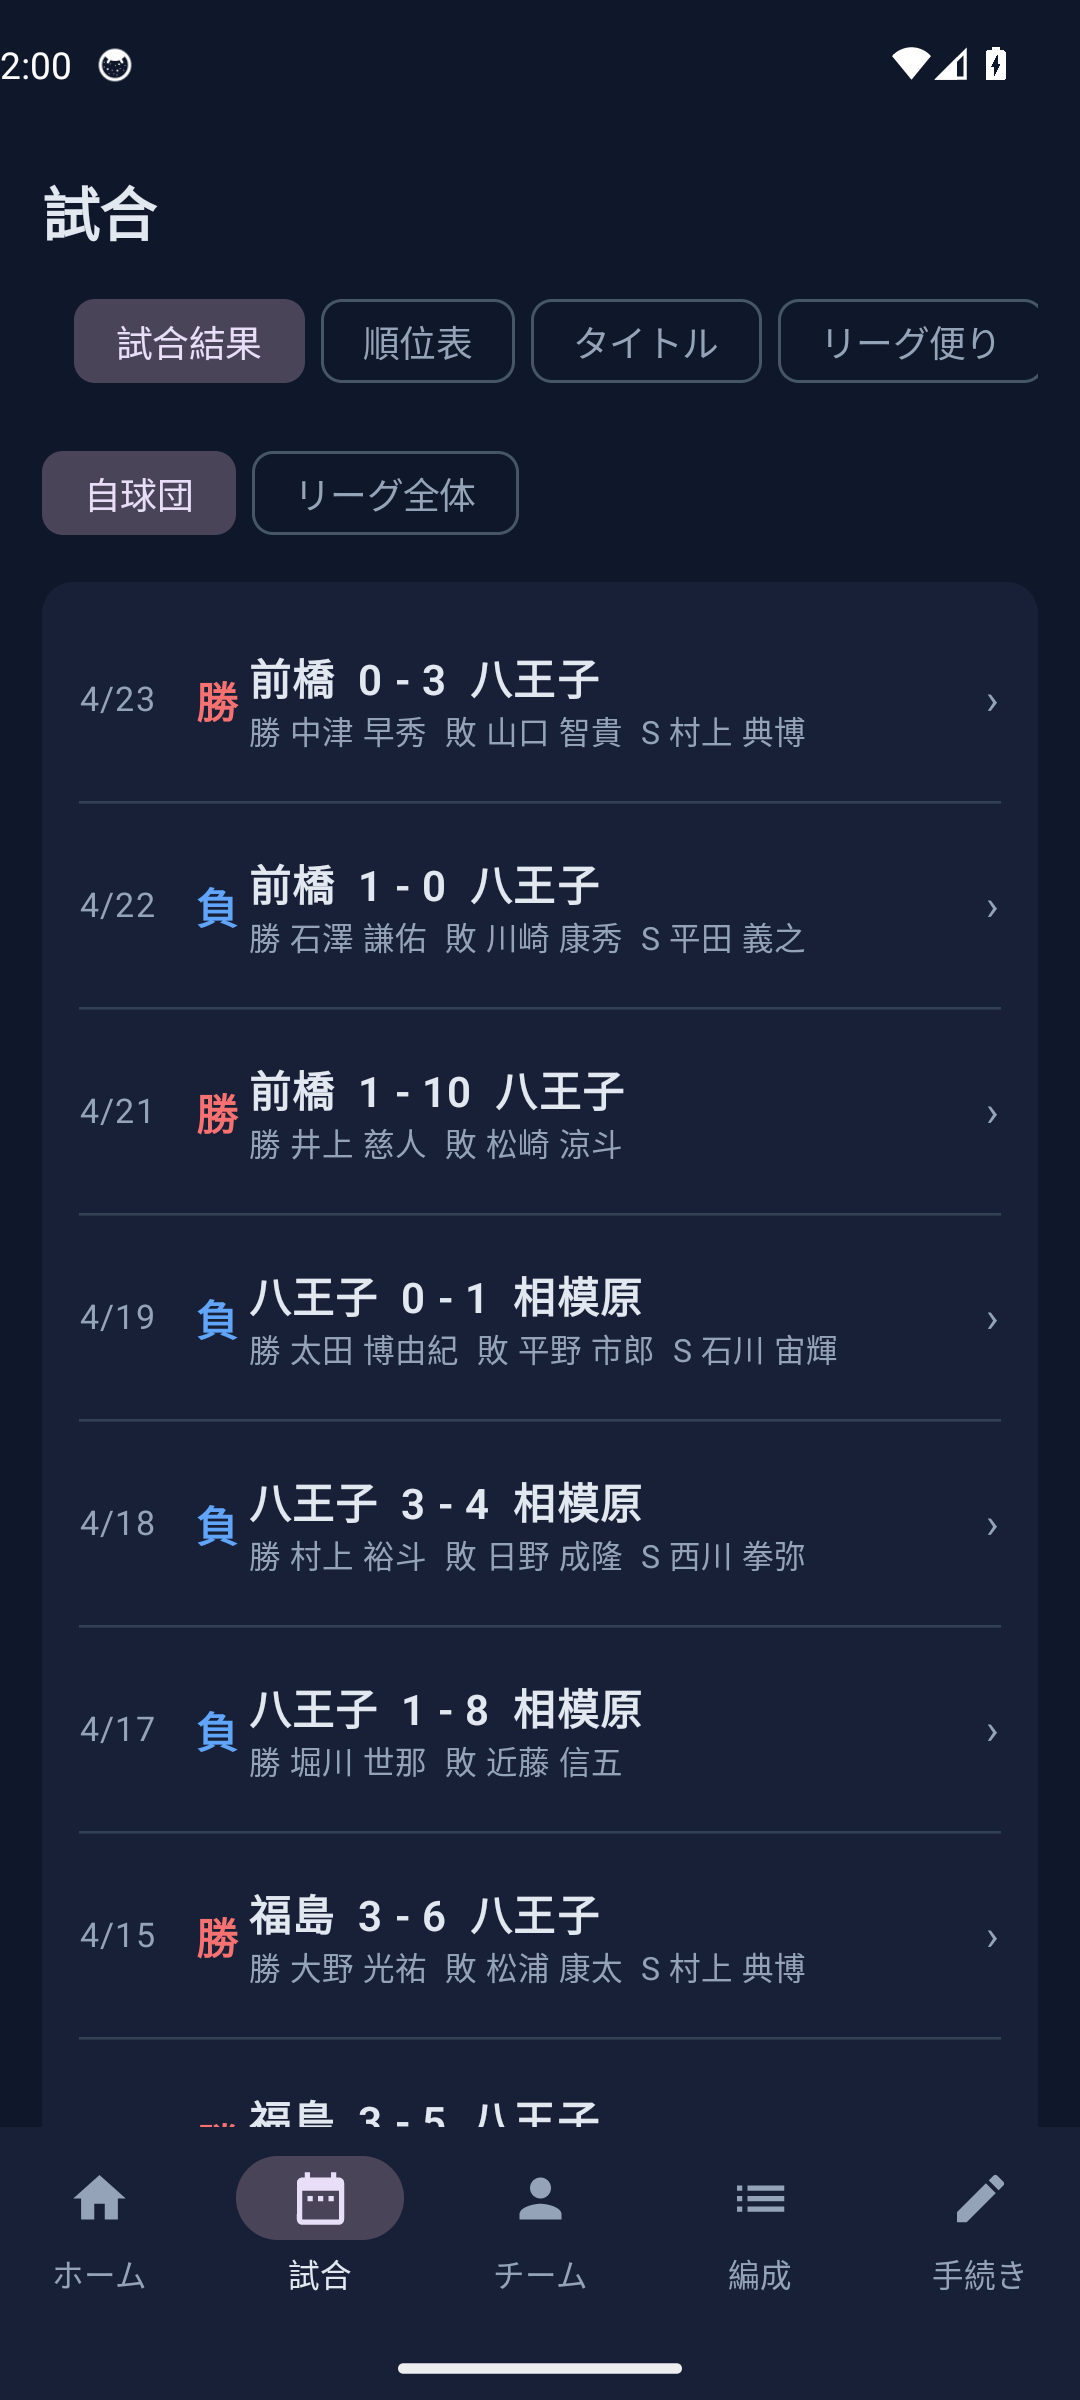 2:00
試合
試合結果 順位表 タイトル リーグ便り
自球団 リーグ全体
4/23 勝 前橋 0 - 3 八王子 ›
勝 中津 早秀 敗 山口 智貴 S 村上 典博
4/22 負 前橋 1 - 0 八王子 ›
勝 石澤 謙佑 敗 川崎 康秀 S 平田 義之
4/21 勝 前橋 1 - 10 八王子 ›
勝 井上 慈人 敗 松崎 涼斗
4/19 負 八王子 0 - 1 相模原 ›
勝 太田 博由紀 敗 平野 市郎 S 石川 宙輝
4/18 負 八王子 3 - 4 相模原 ›
勝 村上 裕斗 敗 日野 成隆 S 西川 拳弥
4/17 負 八王子 1 - 8 相模原 ›
勝 堀川 世那 敗 近藤 信五
4/15 勝 福島 3 - 6 八王子 ›
勝 大野 光祐 敗 松浦 康太 S 村上 典博
勝 福島 3 - 5 八王子
ホーム 試合 チーム 編成 手続き